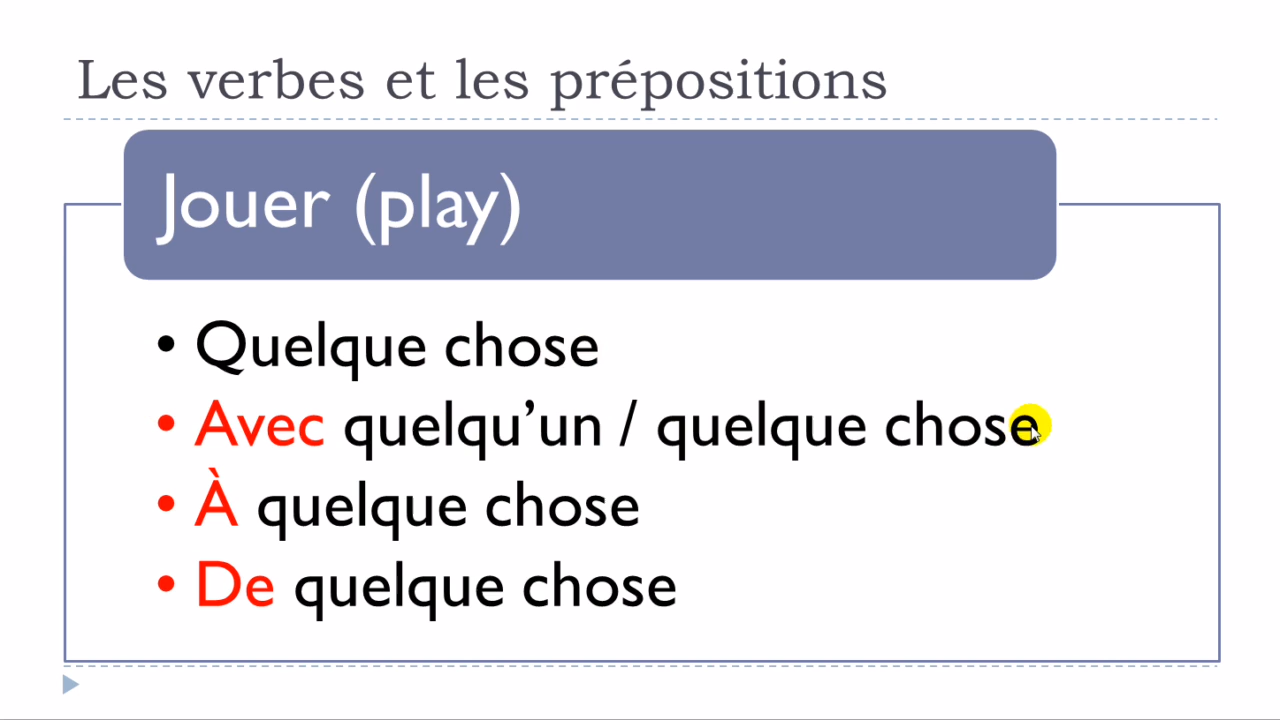 Les verbes et les prépositions
Jouer (play)
• Quelque chose
• Avec quelqu’un / quelque chose
• À quelque chose
• De quelque chose